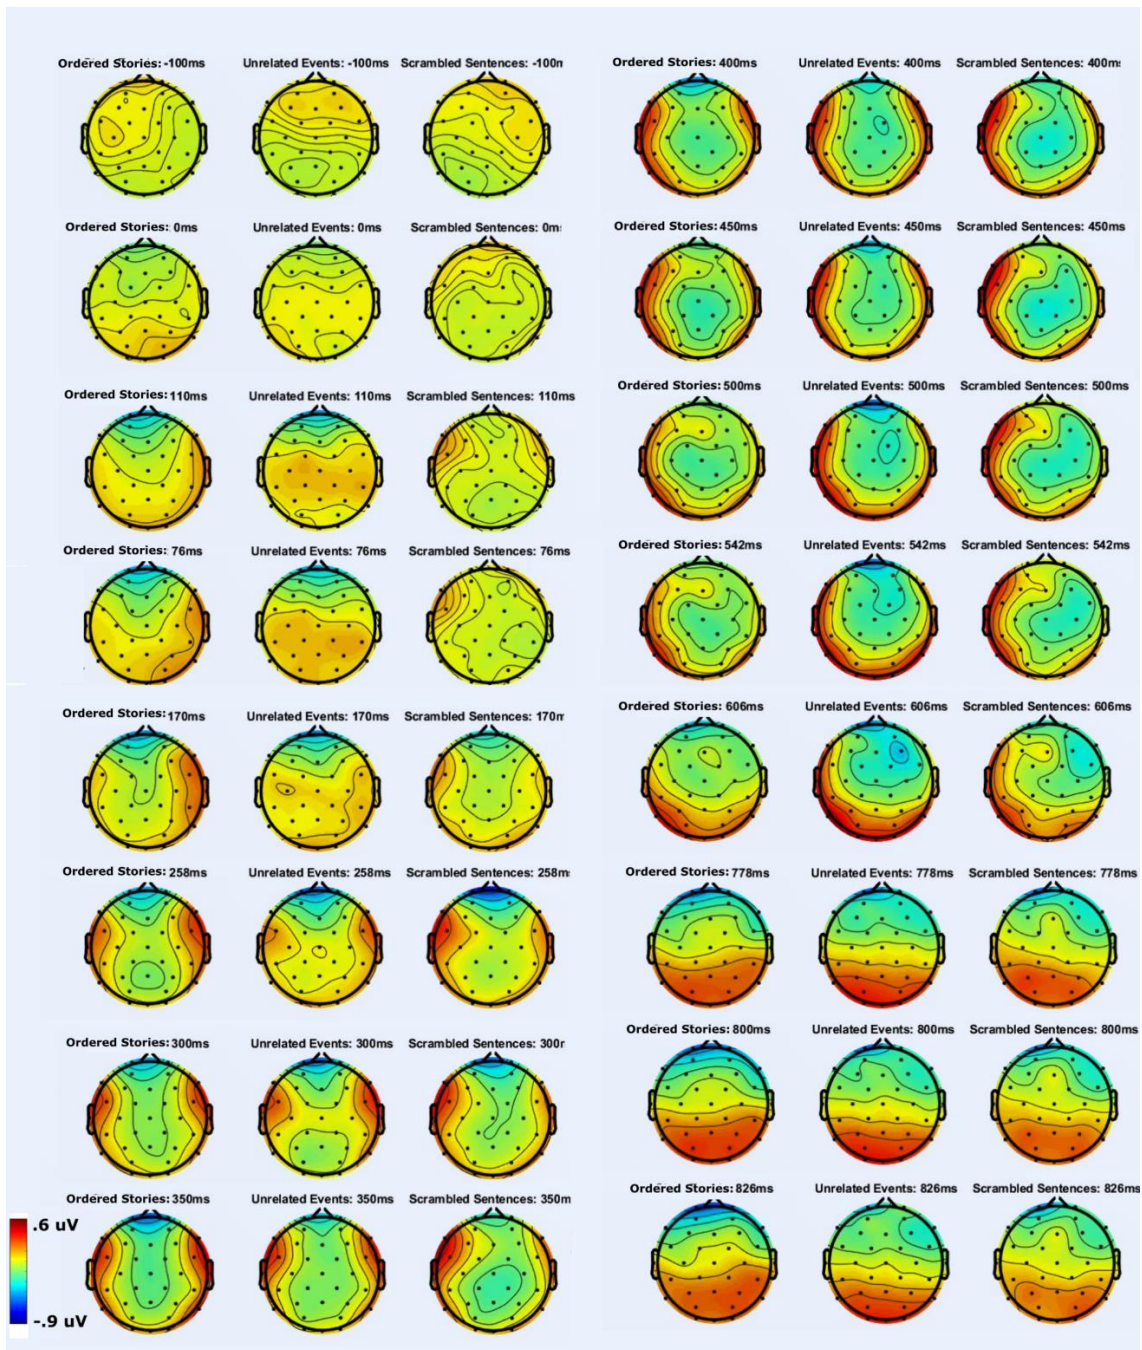 Ordered Stories: -100ms Unrelated Events: -100ms Scrambled Sentences: -100m
Ordered Stories: 0ms Unrelated Events: 0ms Scrambled Sentences: 0ms
Ordered Stories: 110ms Unrelated Events: 110ms Scrambled Sentences: 110ms
Ordered Stories: 76ms Unrelated Events: 76ms Scrambled Sentences: 76ms
Ordered Stories: 170ms Unrelated Events: 170ms Scrambled Sentences: 170m
Ordered Stories: 258ms Unrelated Events: 258ms Scrambled Sentences: 258ms
Ordered Stories: 300ms Unrelated Events: 300ms Scrambled Sentences: 300m
Ordered Stories: 350ms Unrelated Events: 350ms Scrambled Sentences: 350m
.6 uV
-.9 uV
Ordered Stories: 400ms Unrelated Events: 400ms Scrambled Sentences: 400ms
Ordered Stories: 450ms Unrelated Events: 450ms Scrambled Sentences: 450ms
Ordered Stories: 500ms Unrelated Events: 500ms Scrambled Sentences: 500ms
Ordered Stories: 542ms Unrelated Events: 542ms Scrambled Sentences: 542ms
Ordered Stories: 606ms Unrelated Events: 606ms Scrambled Sentences: 606ms
Ordered Stories: 778ms Unrelated Events: 778ms Scrambled Sentences: 778ms
Ordered Stories: 800ms Unrelated Events: 800ms Scrambled Sentences: 800ms
Ordered Stories: 826ms Unrelated Events: 826ms Scrambled Sentences: 826ms